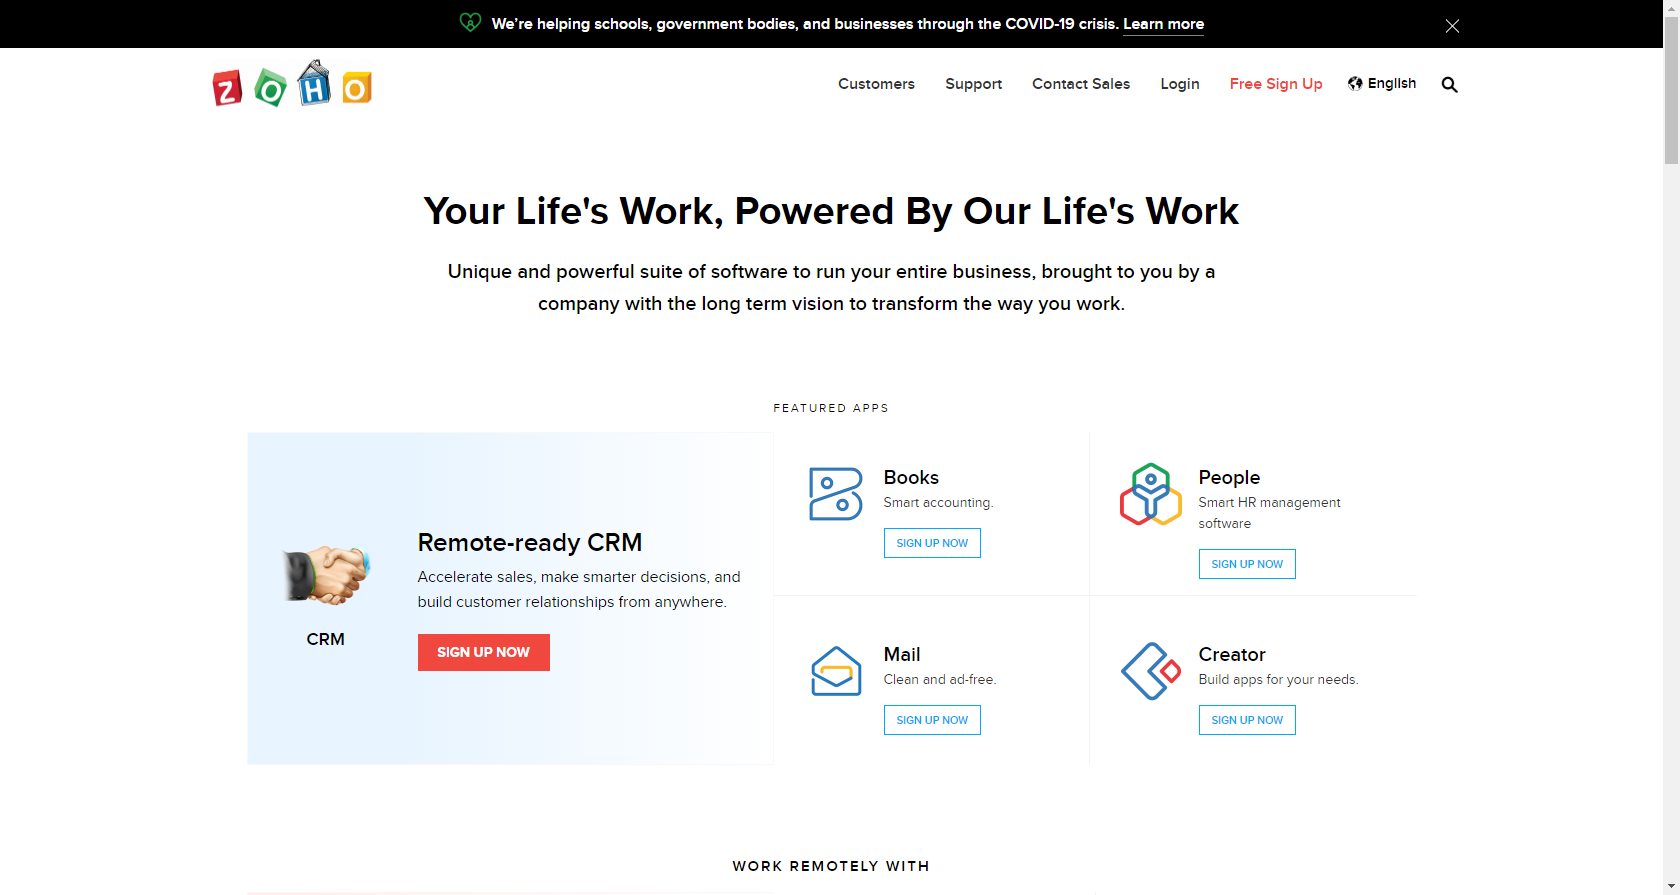 We're helping schools, government bodies, and businesses through the COVID-19 crisis. Learn more
ZOHO
Customers
Support
Contact Sales
Login
Free Sign Up
English
Your Life's Work, Powered By Our Life's Work
Unique and powerful suite of software to run your entire business, brought to you by a
company with the long term vision to transform the way you work.
FEATURED APPS
CRM
Remote-ready CRM
Accelerate sales, make smarter decisions, and
build customer relationships from anywhere.
SIGN UP NOW
Books
Smart accounting.
SIGN UP NOW
People
Smart HR management
software
SIGN UP NOW
Mail
Clean and ad-free.
SIGN UP NOW
Creator
Build apps for your needs.
SIGN UP NOW
WORK REMOTELY WITH